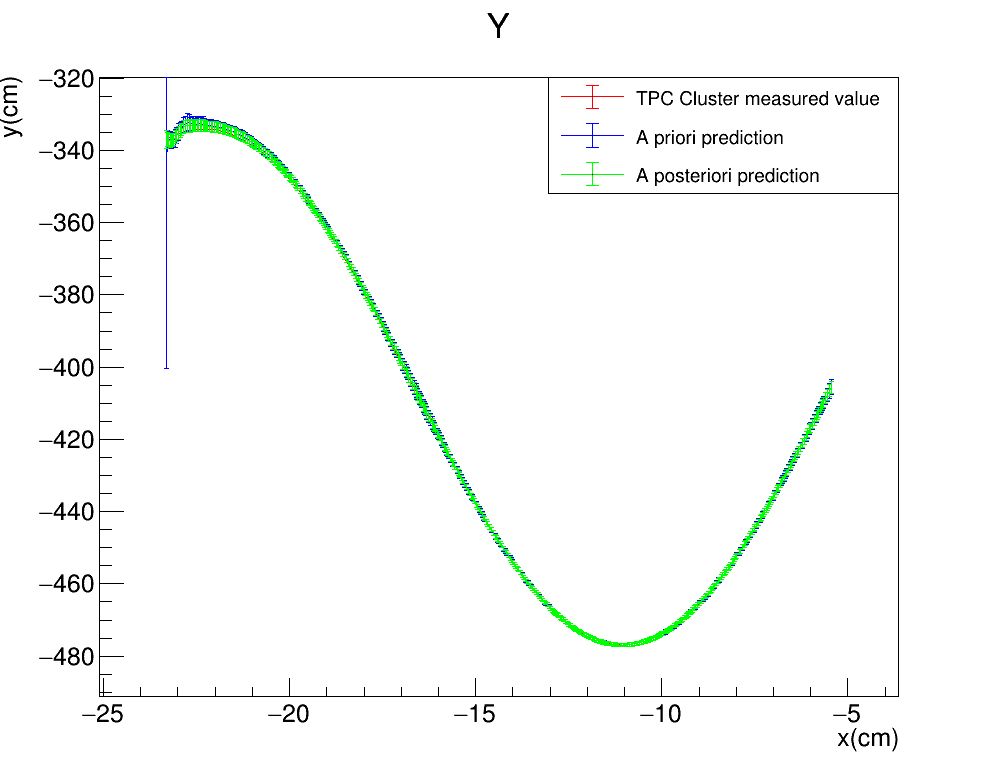 Y
y(cm)
−320
−340
−360
−380
−400
−420
−440
−460
−480
TPC Cluster measured value
A priori prediction
A posteriori prediction
−25 −20 −15 −10 −5
x(cm)